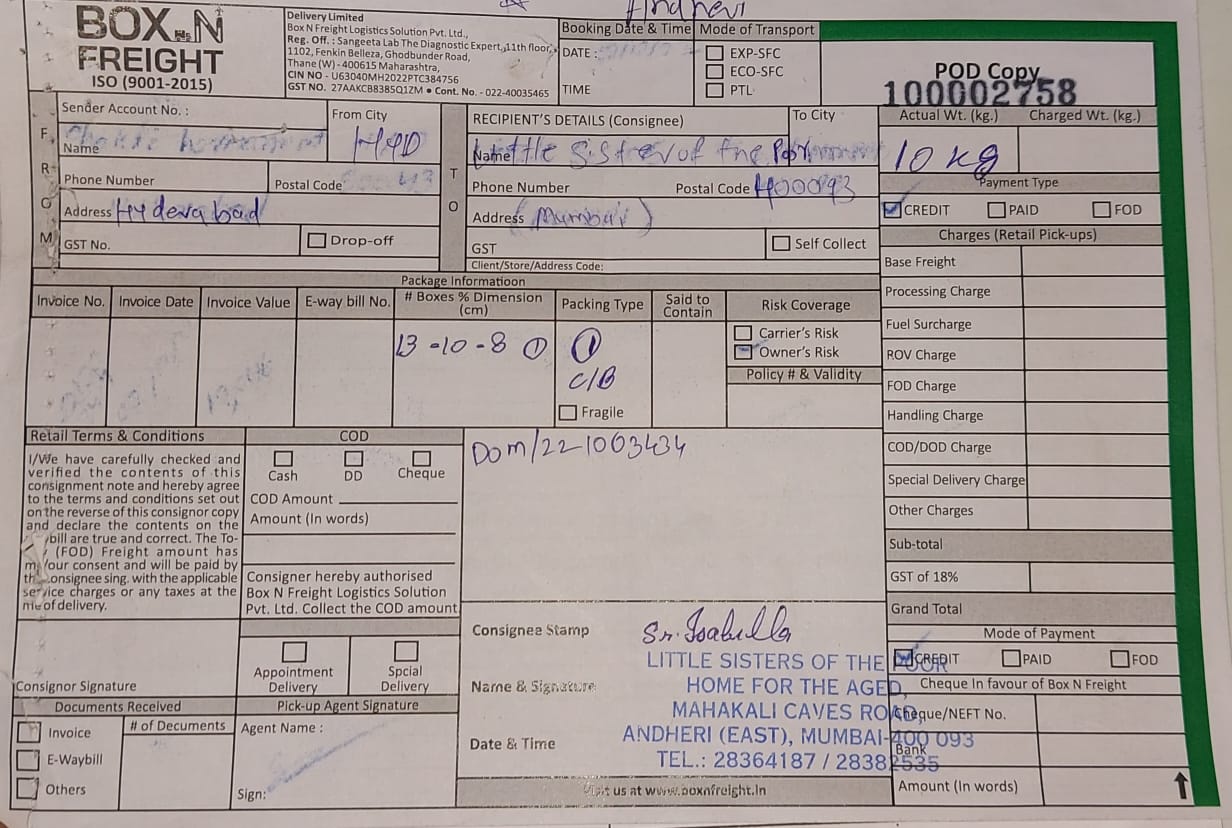 Andheri
BOX.N
FREIGHT
ISO (9001-2015)
Delivery Limited
Box N Freight Logistics Solution Pvt. Ltd.,
Reg. Off. : Sangeeta Lab The Diagnostic Expert, 11th floor,
1102, Fenkin Belleza, Ghodbunder Road,
Thane (W) - 400615 Maharashtra,
CIN NO - U63040MH2022PTC384756
GST NO. 27AAKCB8385Q1ZM • Cont. No. - 022-40035465
Booking Date & Time
DATE :
TIME
Mode of Transport
EXP-SFC
ECO-SFC
PTL
POD Copy
100002758
Sender Account No. :
From City
HYD
FROM
Name
Phone Number
Postal Code
Address Hyderabad
GST No.
Drop-off
TO
RECIPIENT'S DETAILS (Consignee)
To City
Name Little Sistrev of the
Phone Number
Postal Code 400093
Address (Mumbai)
GST
Self Collect
Client/Store/Address Code:
Actual Wt. (kg.)
Charged Wt. (kg.)
10 kg
Payment Type
CREDIT
PAID
FOD
Charges (Retail Pick-ups)
Base Freight
Processing Charge
Fuel Surcharge
ROV Charge
FOD Charge
Handling Charge
COD/DOD Charge
Special Delivery Charge
Other Charges
Sub-total
GST of 18%
Grand Total
Package Informatioon
Invoice No.
Invoice Date
Invoice Value
E-way bill No.
# Boxes % Dimension
(cm)
Packing Type
Said to
Contain
Risk Coverage
13-10-8 1
1
C/B
Fragile
Carrier's Risk
Owner's Risk
Policy # & Validity
Retail Terms & Conditions
I/We have carefully checked and
verified the contents of this
consignment note and hereby agree
to the terms and conditions set out
on the reverse of this consignor copy
and declare the contents on the
bill are true and correct. The To-
(FOD) Freight amount has
our consent and will be paid by
onsignee sing. with the applicable
service charges or any taxes at the
of delivery.
Consignor Signature
COD
Cash
DD
Cheque
COD Amount
Amount (In words)
Consigner hereby authorised
Box N Freight Logistics Solution
Pvt. Ltd. Collect the COD amount
Appointment
Delivery
Spcial
Delivery
Dom/22-1003434
Consignee Stamp
Sr. Isabella
Name & Signature
Date & Time
LITTLE SISTERS OF THE POOR
HOME FOR THE AGED,
MAHAKALI CAVES ROAD,
ANDHERI (EAST), MUMBAI-400 093
TEL.: 28364187 / 28382535
Visit us at www.boxnfreight.In
Mode of Payment
CREDIT
PAID
FOD
Cheque In favour of Box N Freight
Cheque/NEFT No.
Bank
Amount (In words)
Documents Received
Invoice
E-Waybill
Others
# of Decuments
Pick-up Agent Signature
Agent Name :
Sign: